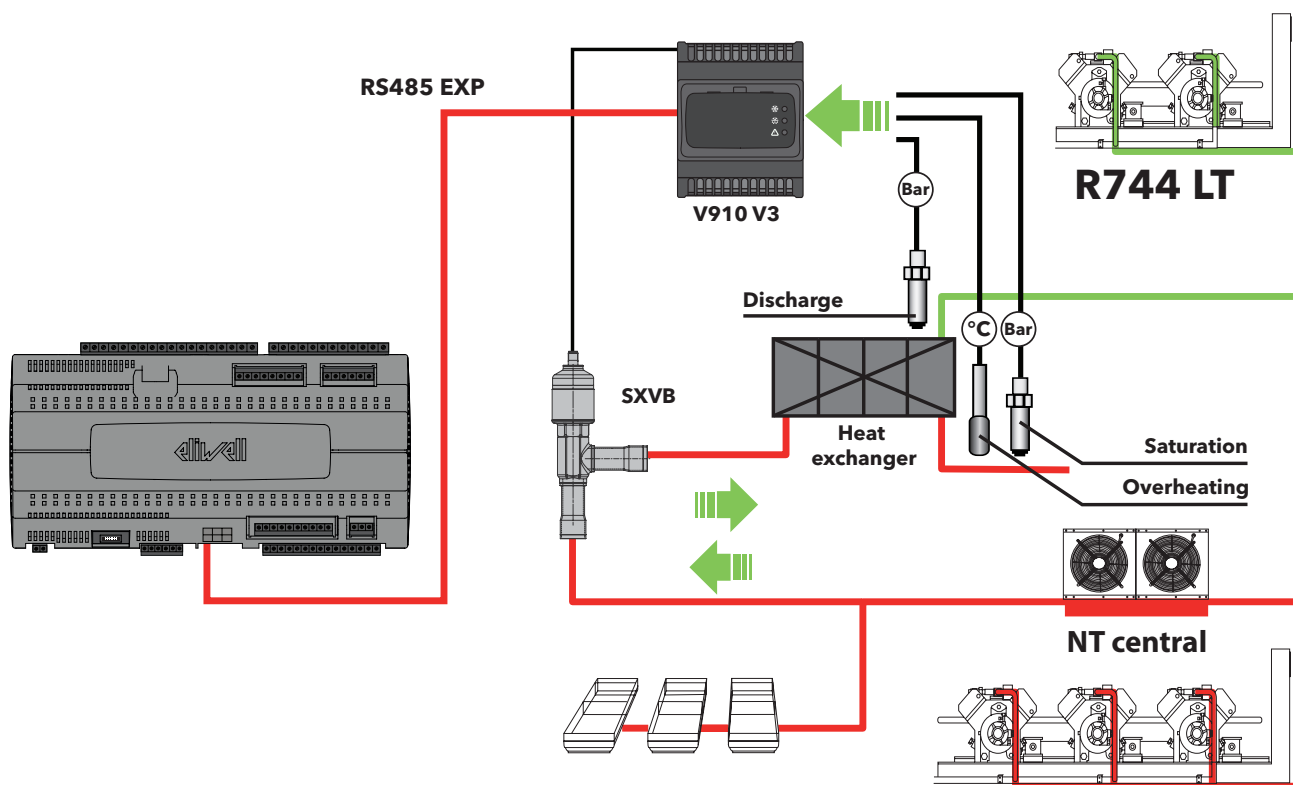 RS485 EXP
V910 V3
Bar
R744 LT
Discharge
°C
Bar
SXVB
Heat
exchanger
Saturation
Overheating
eliwell
NT central